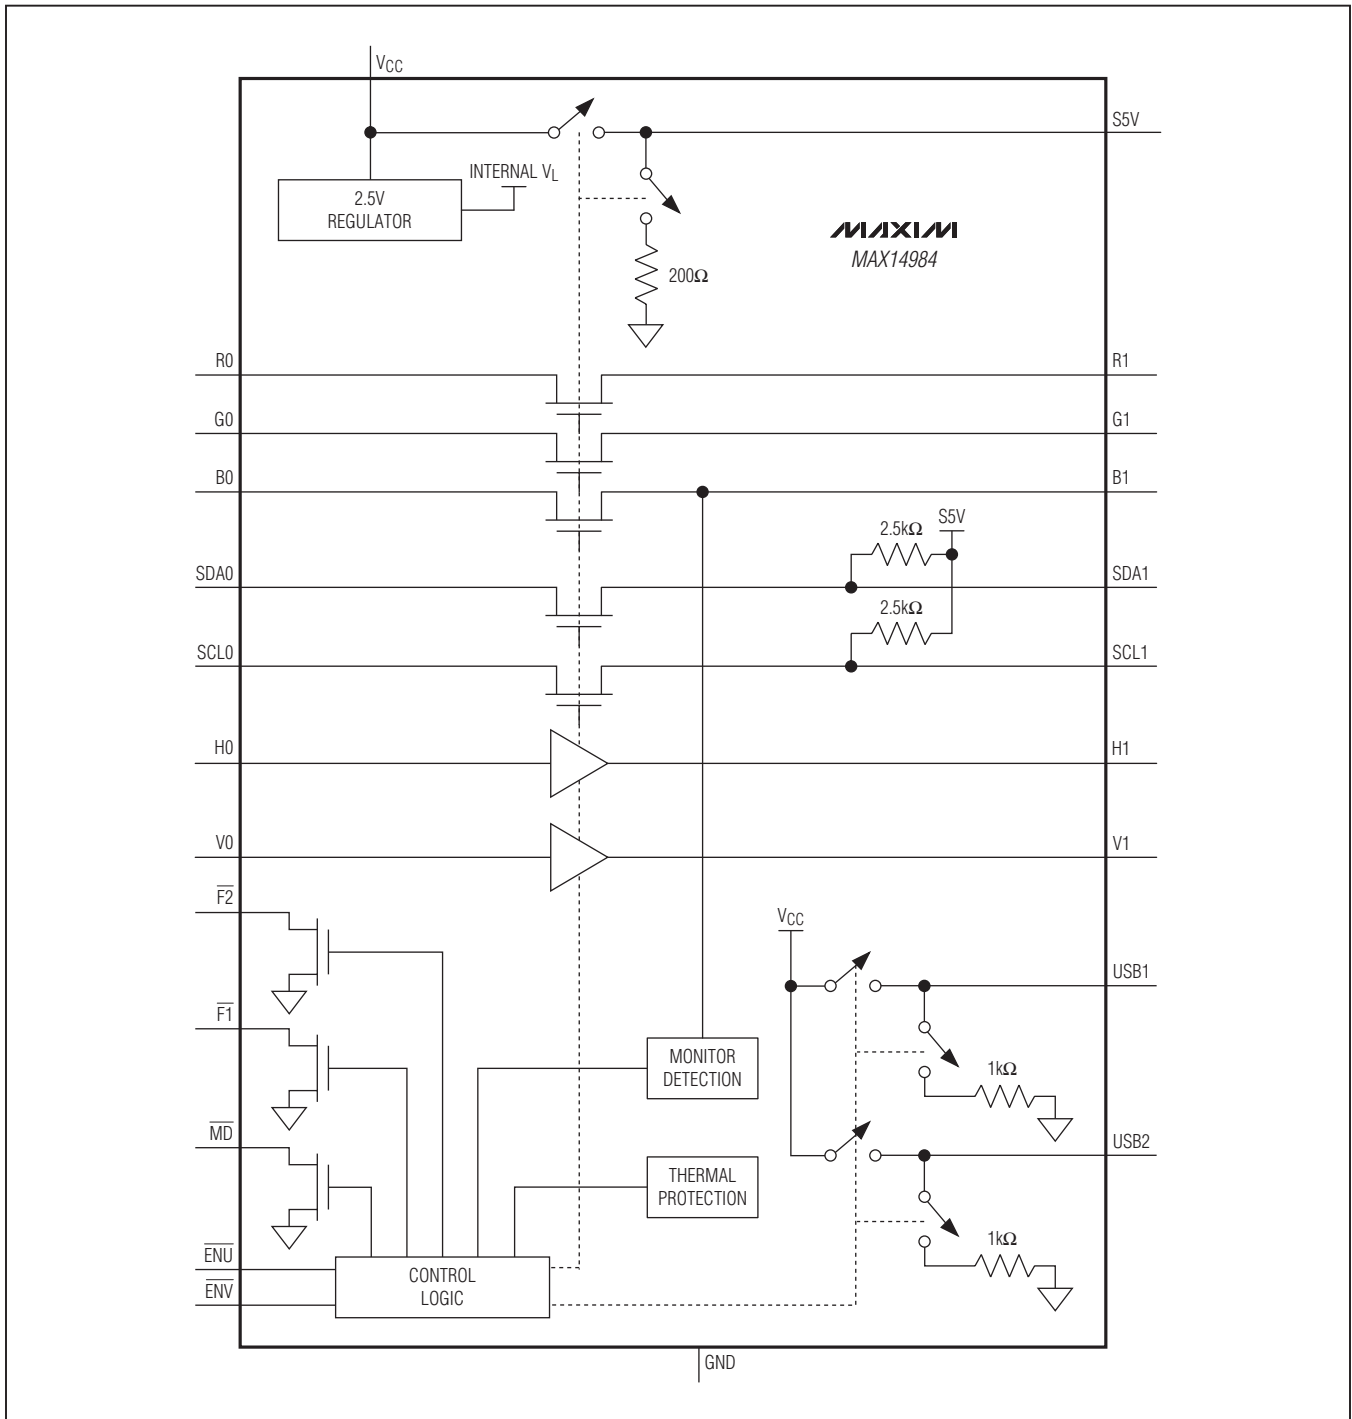 VCC
S5V
INTERNAL VL
2.5V
REGULATOR
MAXIM
MAX14984
200Ω
R0
R1
G0
G1
B0
B1
S5V
2.5kΩ
SDA0
SDA1
2.5kΩ
SCL0
SCL1
H0
H1
V0
V1
F2
VCC
USB1
F1
MONITOR
DETECTION
1kΩ
MD
USB2
THERMAL
PROTECTION
ENU
1kΩ
CONTROL
LOGIC
ENV
GND